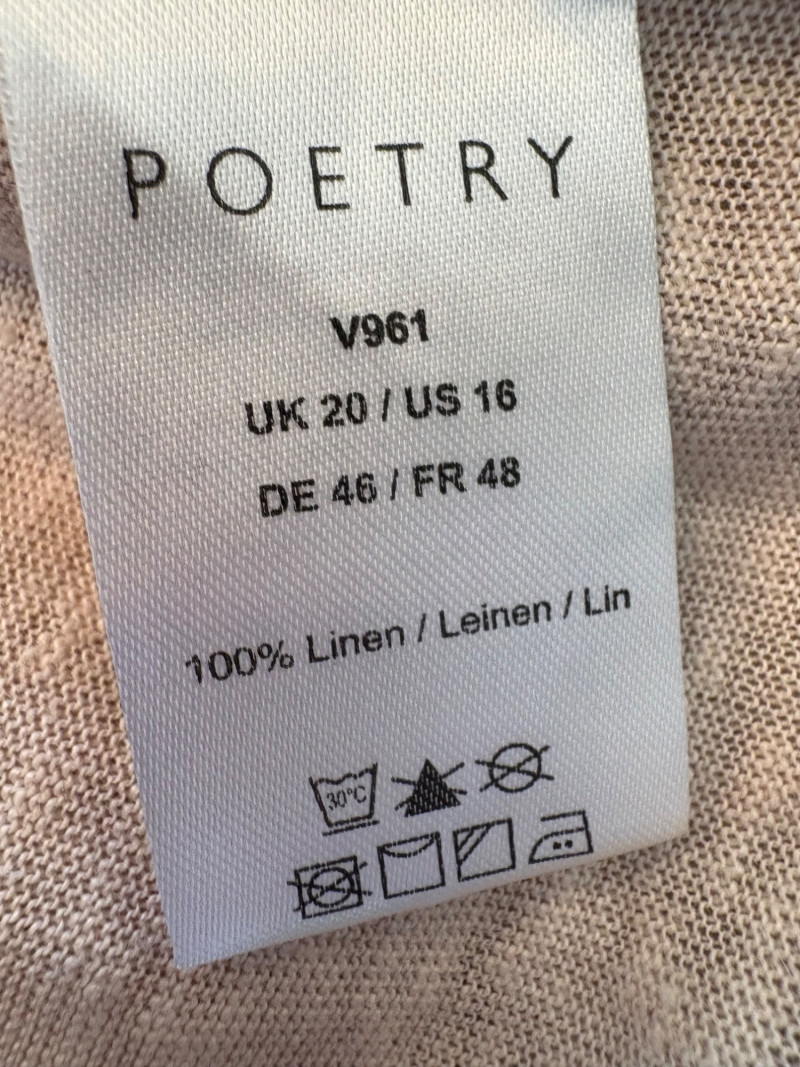 POETRY
V961
UK 20 / US 16
DE 46 / FR 48
100% Linen / Leinen / Lin
30°C